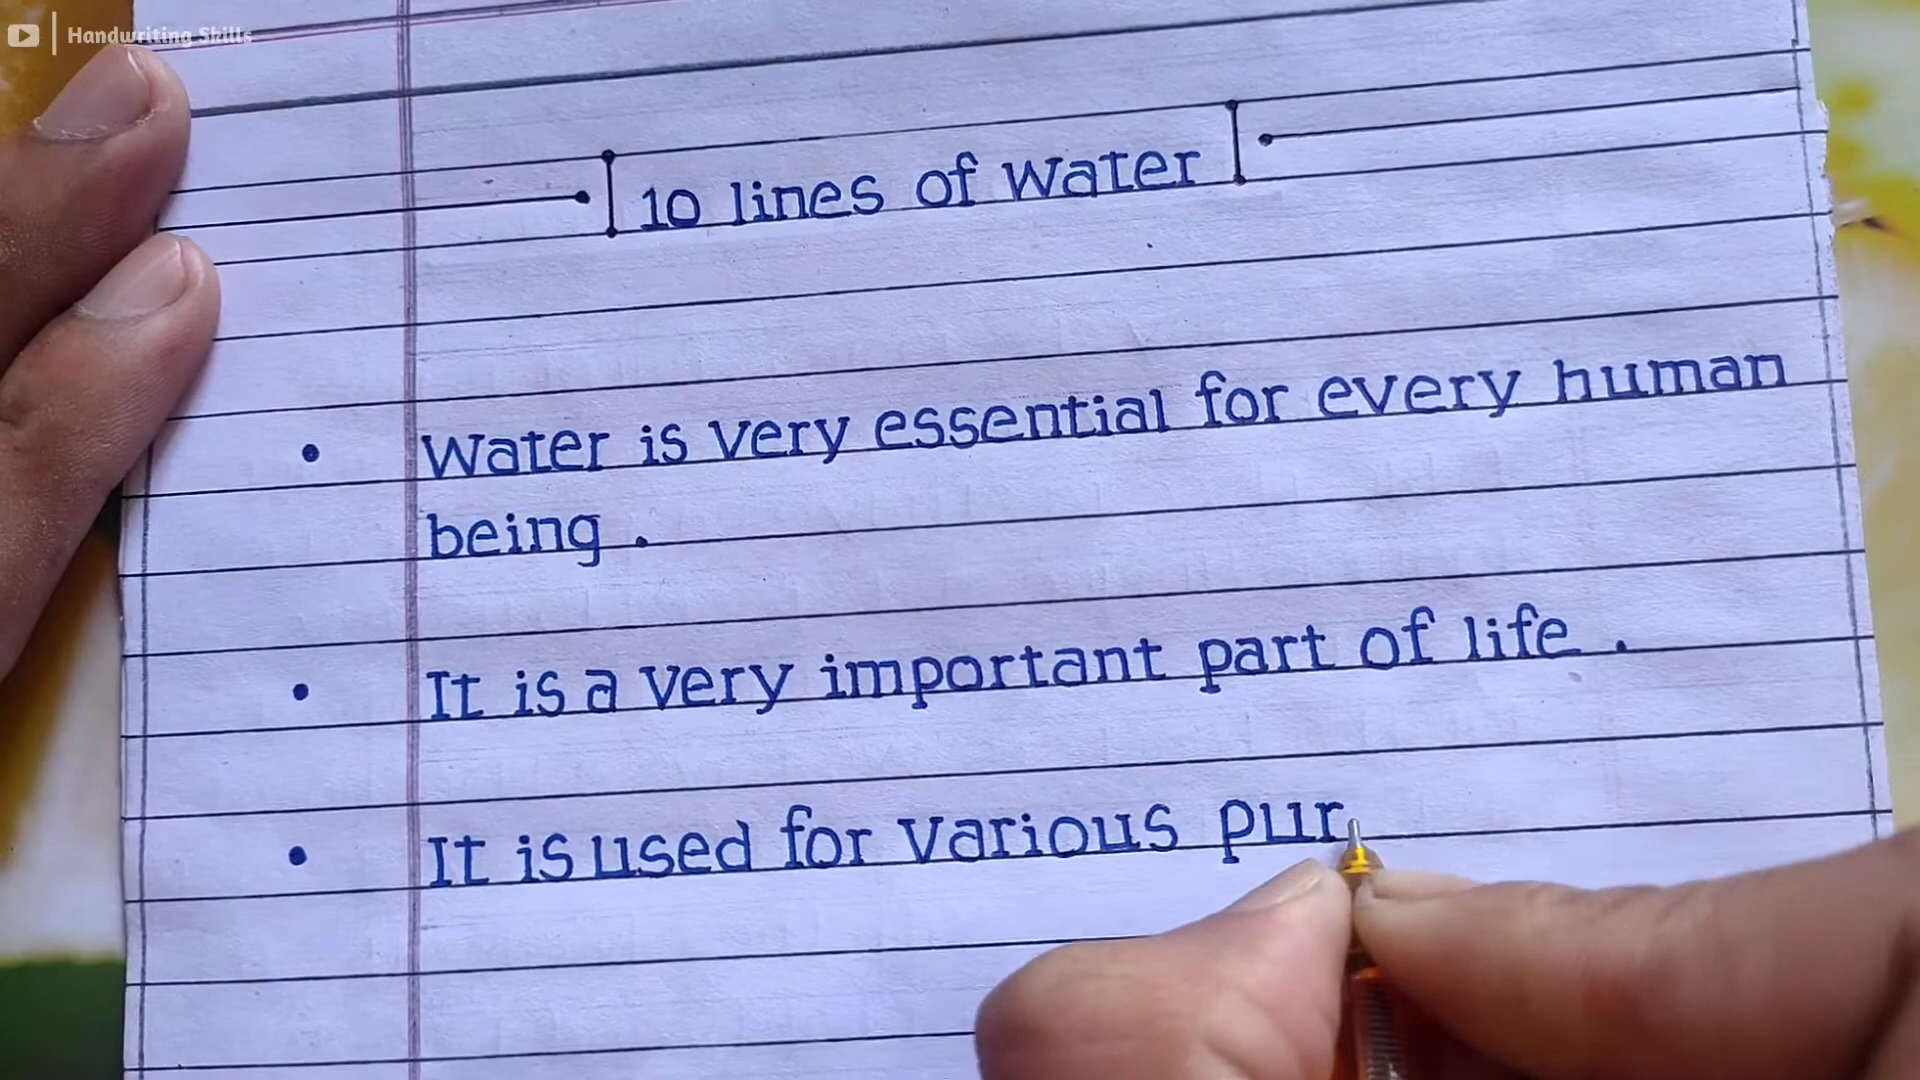 Handwriting Skills
10 lines of Water
• Water is very essential for every human
being .
• It is a very important part of life .
• It is used for various pur